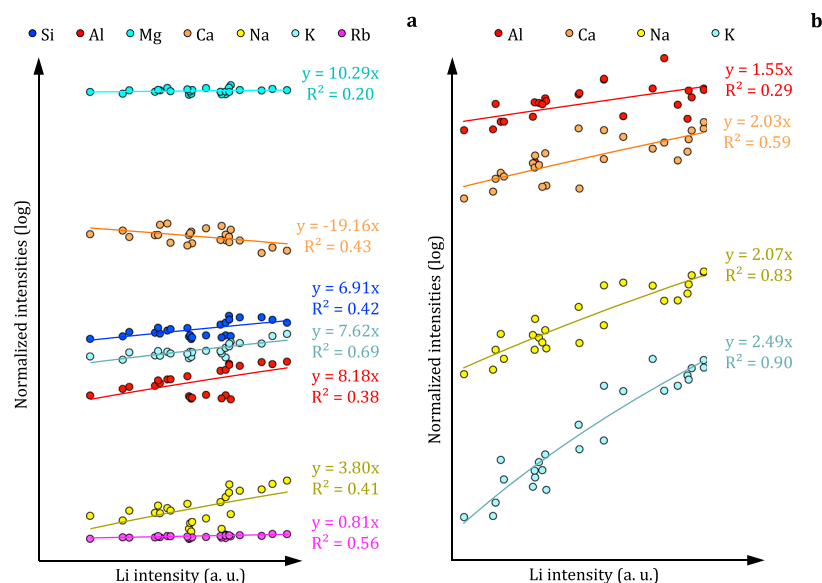 a
Si Al Mg Ca Na K Rb
y = 10.29x
R² = 0.20
y = -19.16x
R² = 0.43
y = 6.91x
R² = 0.42
y = 7.62x
R² = 0.69
y = 8.18x
R² = 0.38
y = 3.80x
R² = 0.41
y = 0.81x
R² = 0.56
Normalized intensities (log)
Li intensity (a. u.)
b
Al Ca Na K
y = 1.55x
R² = 0.29
y = 2.03x
R² = 0.59
y = 2.07x
R² = 0.83
y = 2.49x
R² = 0.90
Normalized intensities (log)
Li intensity (a. u.)